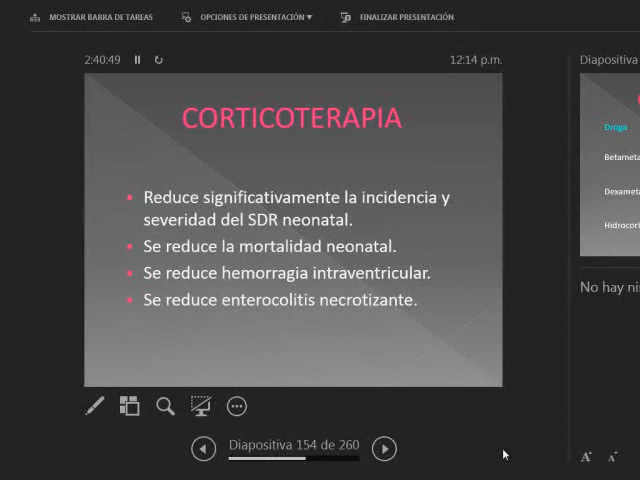 MOSTRAR BARRA DE TAREAS
OPCIONES DE PRESENTACIÓN
FINALIZAR PRESENTACIÓN
2:40:49
12:14 p.m.
Diapositiva
CORTICOTERAPIA
Reduce significativamente la incidencia y
severidad del SDR neonatal.
Se reduce la mortalidad neonatal.
Se reduce hemorragia intraventricular.
Se reduce enterocolitis necrotizante.
Droga
Betameta
Dexameta
Hidrocort
No hay nin
Diapositiva 154 de 260
A A